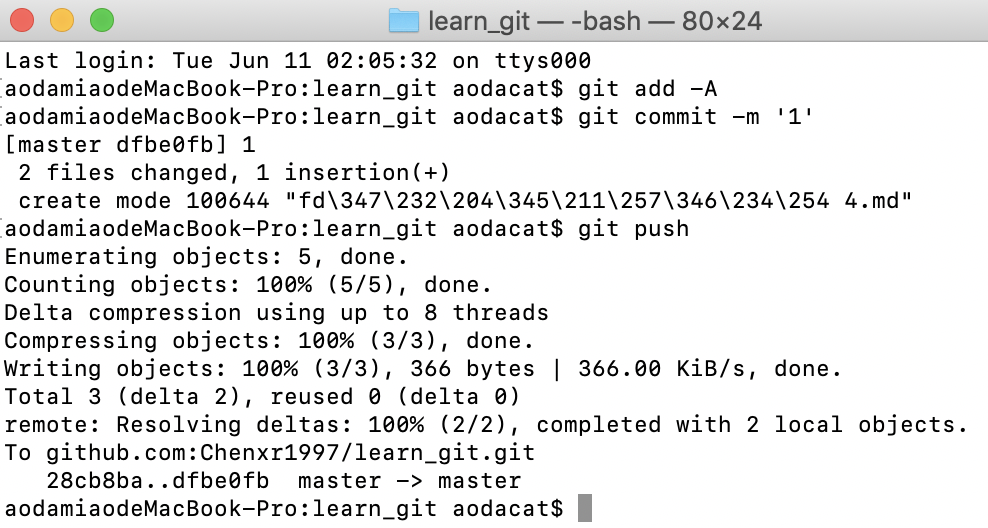 learn_git — -bash — 80×24
Last login: Tue Jun 11 02:05:32 on ttys000
aodamiaodeMacBook-Pro:learn_git aodacat$ git add -A
aodamiaodeMacBook-Pro:learn_git aodacat$ git commit -m '1'
[master dfbe0fb] 1
 2 files changed, 1 insertion(+)
 create mode 100644 "fd\347\232\204\345\211\257\346\234\254 4.md"
aodamiaodeMacBook-Pro:learn_git aodacat$ git push
Enumerating objects: 5, done.
Counting objects: 100% (5/5), done.
Delta compression using up to 8 threads
Compressing objects: 100% (3/3), done.
Writing objects: 100% (3/3), 366 bytes | 366.00 KiB/s, done.
Total 3 (delta 2), reused 0 (delta 0)
remote: Resolving deltas: 100% (2/2), completed with 2 local objects.
To github.com:Chenxr1997/learn_git.git
   28cb8ba..dfbe0fb  master -> master
aodamiaodeMacBook-Pro:learn_git aodacat$